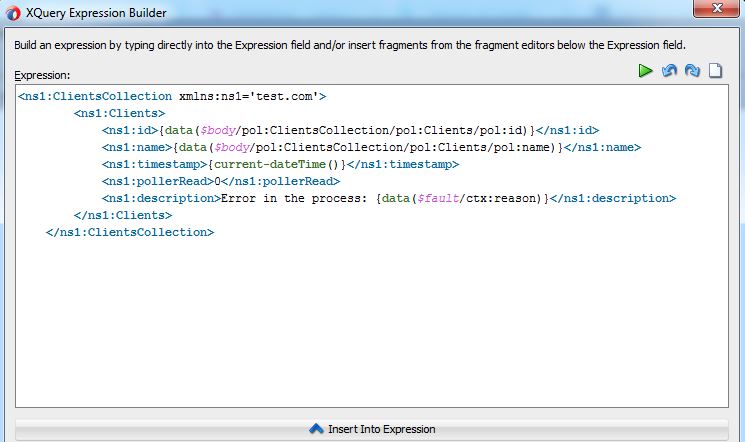 XQuery Expression Builder
Build an expression by typing directly into the Expression field and/or insert fragments from the fragment editors below the Expression field.
Expression:
<ns1:ClientsCollection xmlns:ns1='test.com'>
        <ns1:Clients>
            <ns1:id>{data($body/pol:ClientsCollection/pol:Clients/pol:id)}</ns1:id>
            <ns1:name>{data($body/pol:ClientsCollection/pol:Clients/pol:name)}</ns1:name>
            <ns1:timestamp>{current-dateTime()}</ns1:timestamp>
            <ns1:pollerRead>0</ns1:pollerRead>
            <ns1:description>Error in the process: {data($fault/ctx:reason)}</ns1:description>
        </ns1:Clients>
    </ns1:ClientsCollection>
Insert Into Expression